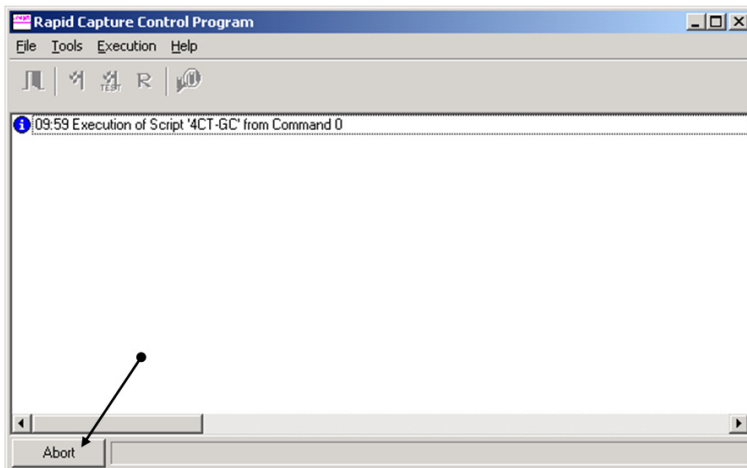 Rapid Capture Control Program
File Tools Execution Help
TEST R
09:59 Execution of Script '4CT-GC' from Command 0
Abort